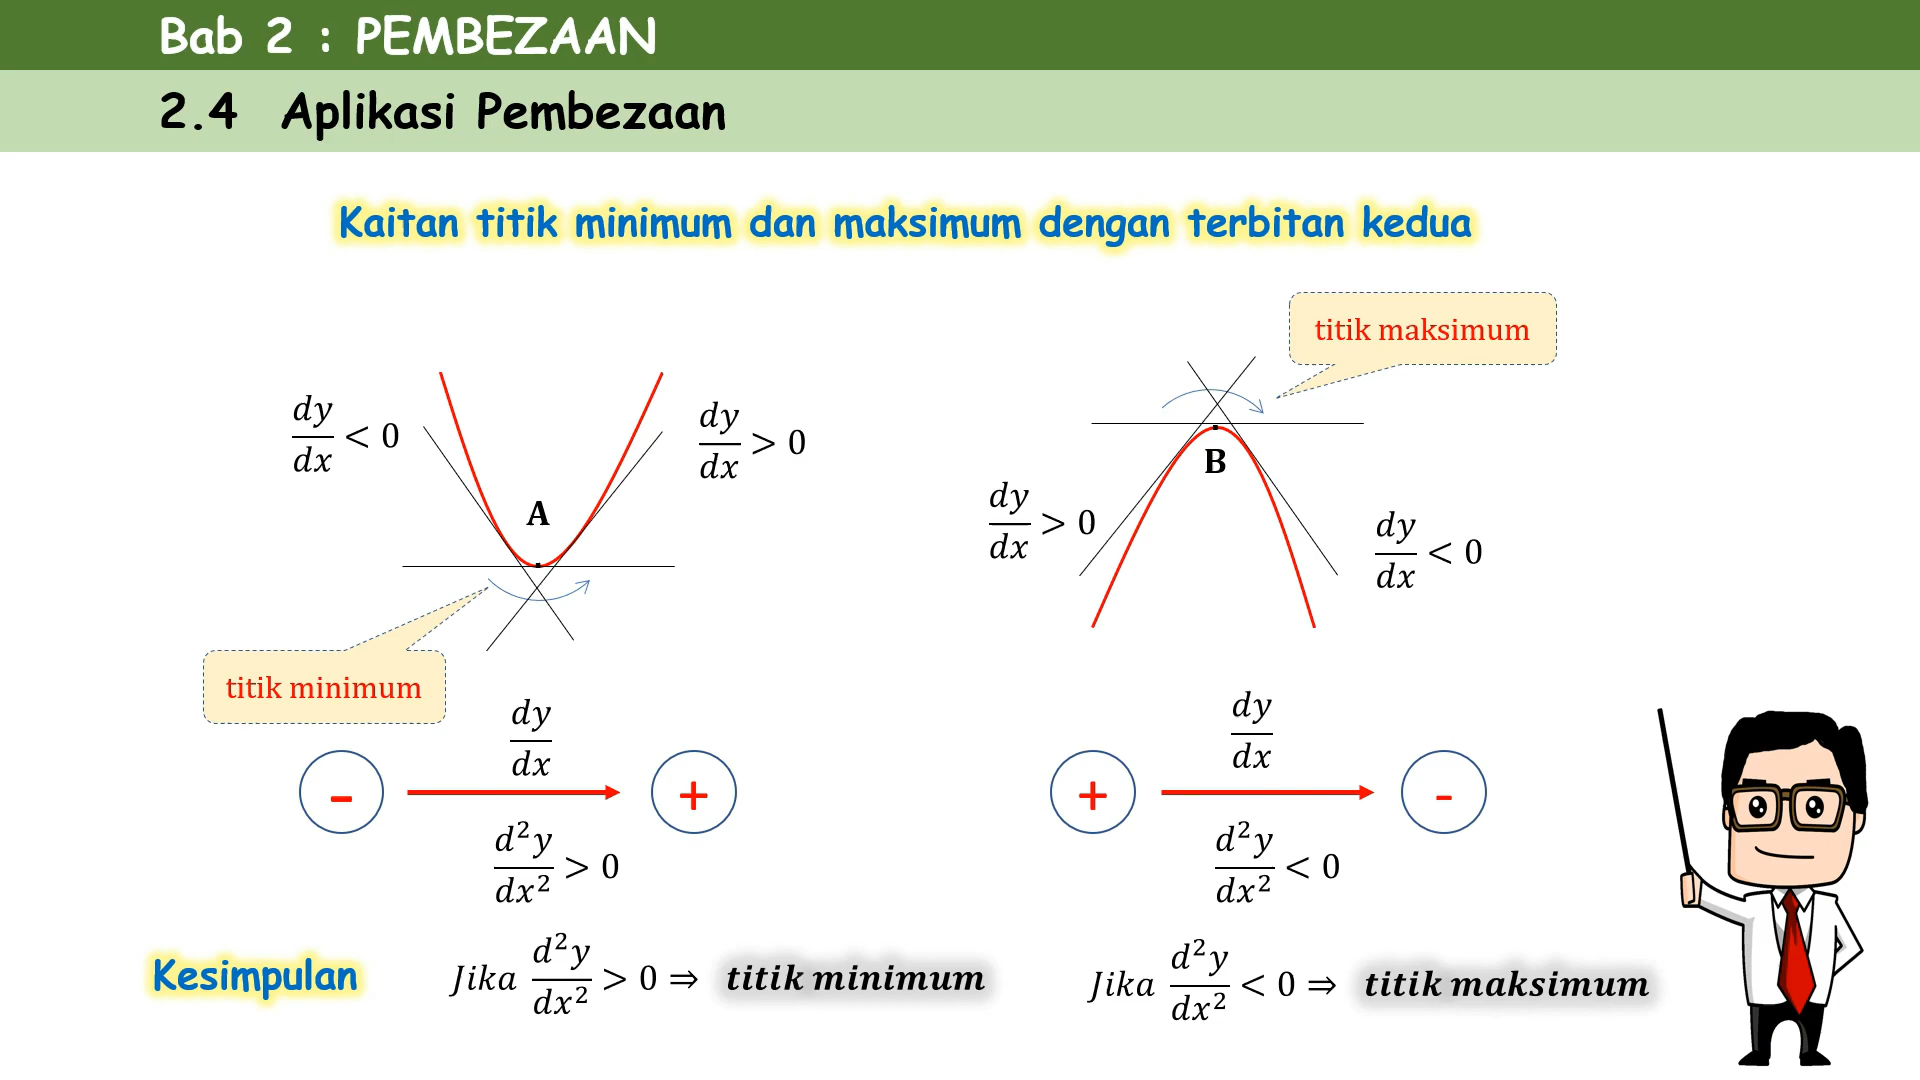 Bab 2 : PEMBEZAAN
2.4 Aplikasi Pembezaan
Kaitan titik minimum dan maksimum dengan terbitan kedua
titik maksimum
dy/dx < 0
dy/dx > 0
A
B
dy/dx > 0
dy/dx < 0
titik minimum
dy/dx
- +
d²y/dx² > 0
dy/dx
+ -
d²y/dx² < 0
Kesimpulan
Jika d²y/dx² > 0 ⇒ titik minimum
Jika d²y/dx² < 0 ⇒ titik maksimum